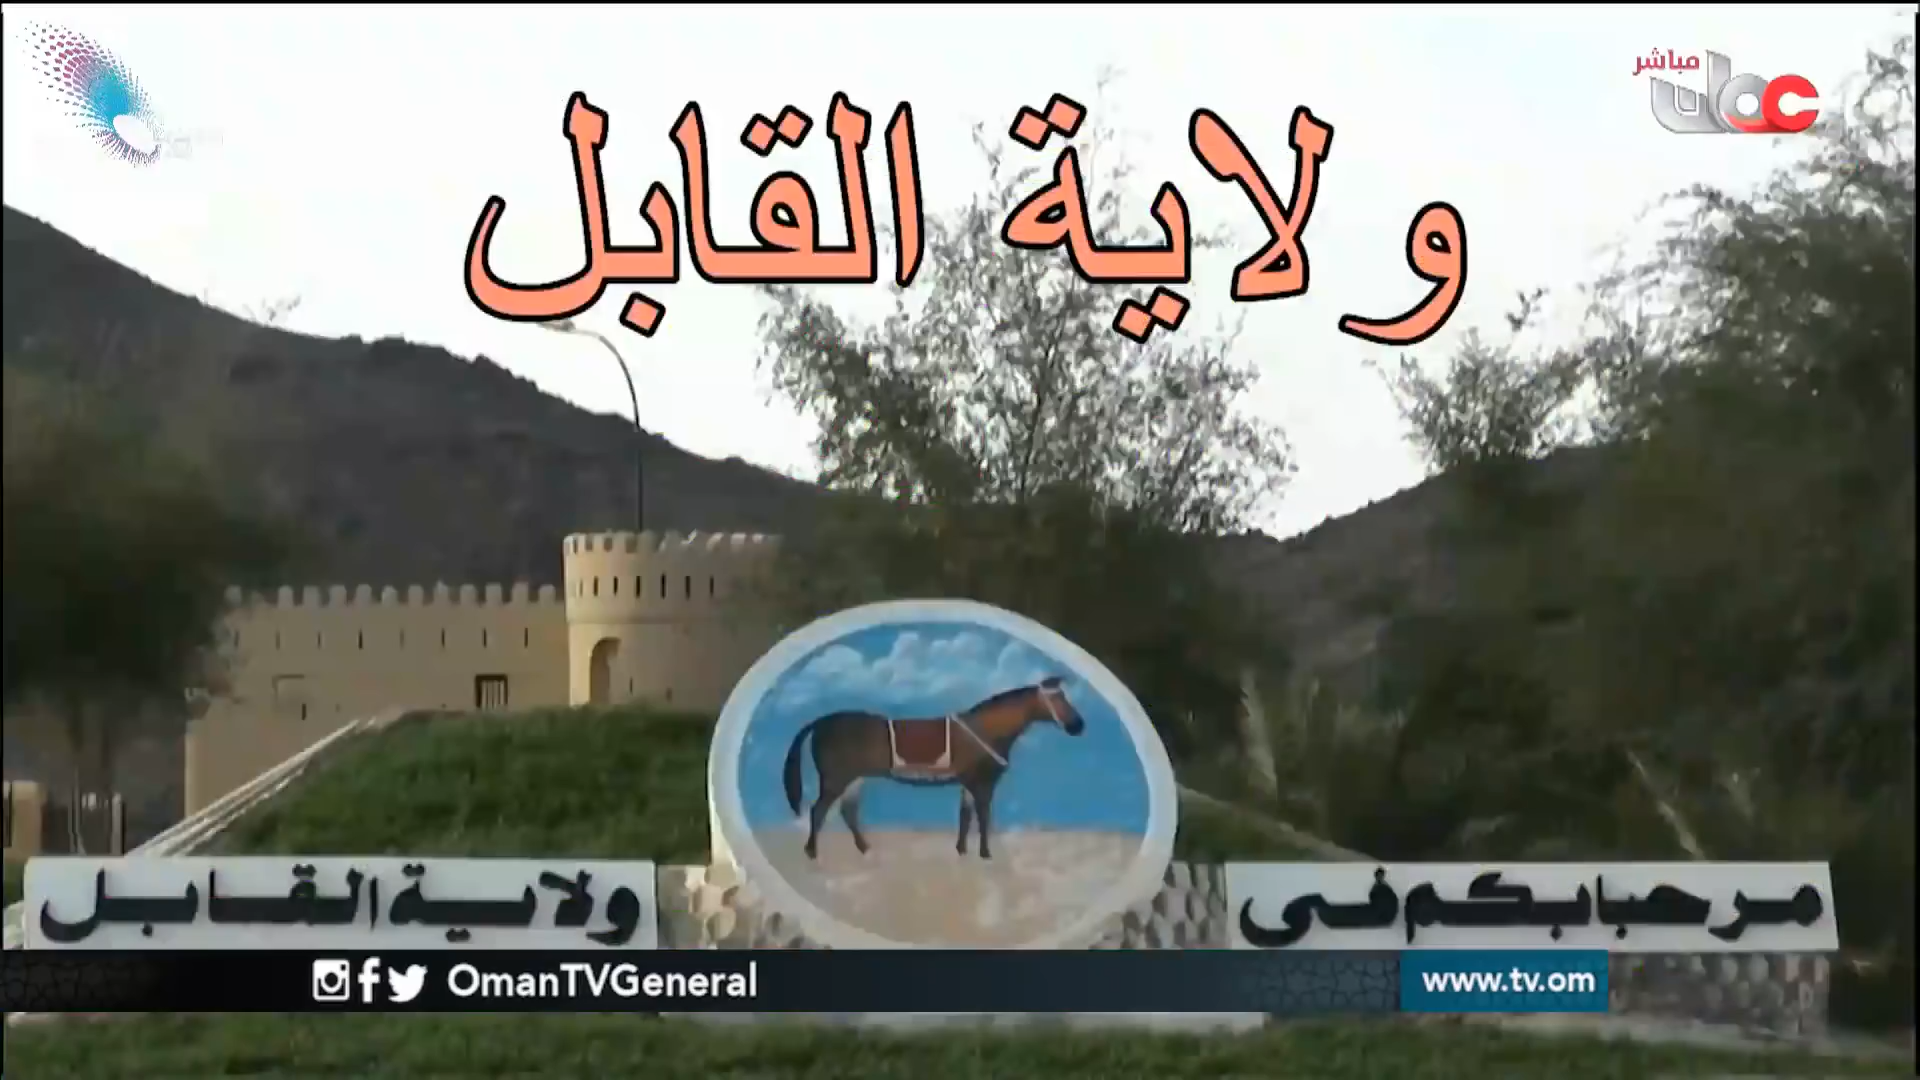 مباشر
عمان
ولاية القابل
مرحبا بكم في
ولاية القابل
OmanTVGeneral
www.tv.om